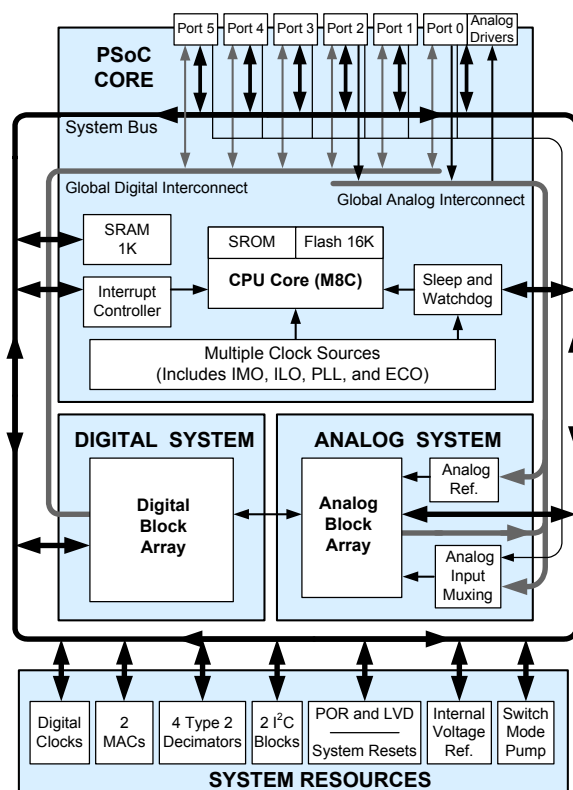 Port 5 Port 4 Port 3 Port 2 Port 1 Port 0 Analog Drivers
PSoC
CORE
System Bus
Global Digital Interconnect
Global Analog Interconnect
SRAM
1K
SROM Flash 16K
CPU Core (M8C)
Interrupt
Controller
Sleep and
Watchdog
Multiple Clock Sources
(Includes IMO, ILO, PLL, and ECO)
DIGITAL SYSTEM
ANALOG SYSTEM
Digital
Block
Array
Analog
Block
Array
Analog
Ref.
Analog
Input
Muxing
Digital
Clocks
2
MACs
4 Type 2
Decimators
2 I²C
Blocks
POR and LVD
System Resets
Internal
Voltage
Ref.
Switch
Mode
Pump
SYSTEM RESOURCES